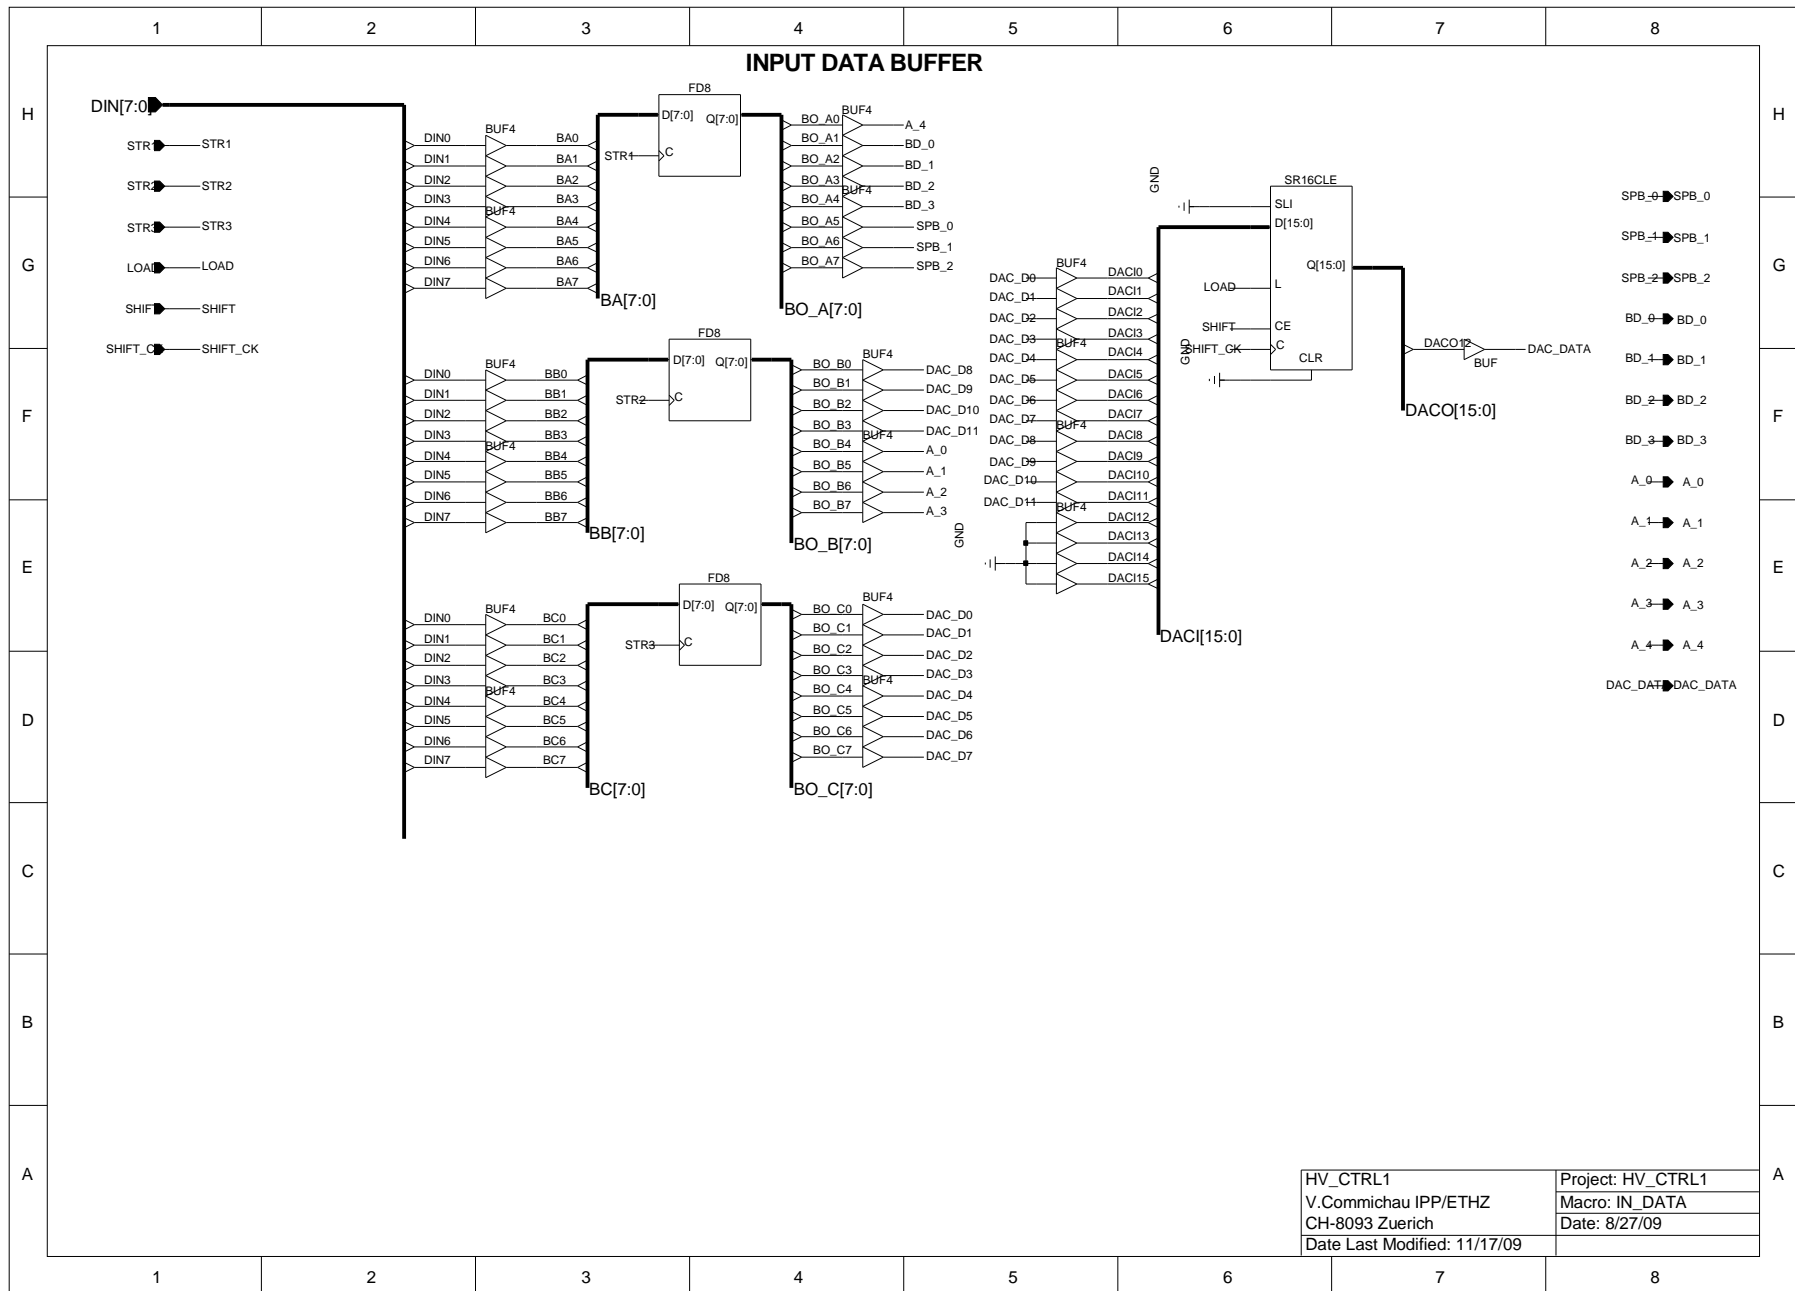 1 2 3 4 5 6 7 8
INPUT DATA BUFFER
H
G
F
E
D
C
B
A
DIN[7:0]
STR1 STR1
STR2 STR2
STR3 STR3
LOAD LOAD
SHIFT SHIFT
SHIFT_CK SHIFT_CK
BUF4
DIN0 BA0
DIN1 BA1
DIN2 BA2
DIN3 BA3
BUF4
DIN4 BA4
DIN5 BA5
DIN6 BA6
DIN7 BA7
BA[7:0]
FD8
D[7:0] Q[7:0]
STR1 C
BUF4
BO_A0 A_4
BO_A1 BD_0
BO_A2 BD_1
BO_A3 BD_2
BUF4
BO_A4 BD_3
BO_A5 SPB_0
BO_A6 SPB_1
BO_A7 SPB_2
BO_A[7:0]
BUF4
DIN0 BB0
DIN1 BB1
DIN2 BB2
DIN3 BB3
BUF4
DIN4 BB4
DIN5 BB5
DIN6 BB6
DIN7 BB7
BB[7:0]
FD8
D[7:0] Q[7:0]
STR2 C
BUF4
BO_B0 DAC_D8
BO_B1 DAC_D9
BO_B2 DAC_D10
BO_B3 DAC_D11
BUF4
BO_B4 A_0
BO_B5 A_1
BO_B6 A_2
BO_B7 A_3
BO_B[7:0]
BUF4
DIN0 BC0
DIN1 BC1
DIN2 BC2
DIN3 BC3
BUF4
DIN4 BC4
DIN5 BC5
DIN6 BC6
DIN7 BC7
BC[7:0]
FD8
D[7:0] Q[7:0]
STR3 C
BUF4
BO_C0 DAC_D0
BO_C1 DAC_D1
BO_C2 DAC_D2
BO_C3 DAC_D3
BUF4
BO_C4 DAC_D4
BO_C5 DAC_D5
BO_C6 DAC_D6
BO_C7 DAC_D7
BO_C[7:0]
BUF4
DAC_D0 DACI0
DAC_D1 DACI1
DAC_D2 DACI2
DAC_D3 DACI3
BUF4
DAC_D4 DACI4
DAC_D5 DACI5
DAC_D6 DACI6
DAC_D7 DACI7
BUF4
DAC_D8 DACI8
DAC_D9 DACI9
DAC_D10 DACI10
DAC_D11 DACI11
BUF4
GND
DACI12
DACI13
DACI14
DACI15
DACI[15:0]
GND
SR16CLE
SLI
D[15:0]
Q[15:0]
LOAD L
SHIFT CE
GND
SHIFT_CK C
CLR
DACO12 BUF DAC_DATA
DACO[15:0]
SPB_0 SPB_0
SPB_1 SPB_1
SPB_2 SPB_2
BD_0 BD_0
BD_1 BD_1
BD_2 BD_2
BD_3 BD_3
A_0 A_0
A_1 A_1
A_2 A_2
A_3 A_3
A_4 A_4
DAC_DATA DAC_DATA
H
G
F
E
D
C
B
A
HV_CTRL1
V.Commichau IPP/ETHZ
CH-8093 Zuerich
Date Last Modified: 11/17/09
Project: HV_CTRL1
Macro: IN_DATA
Date: 8/27/09
1 2 3 4 5 6 7 8